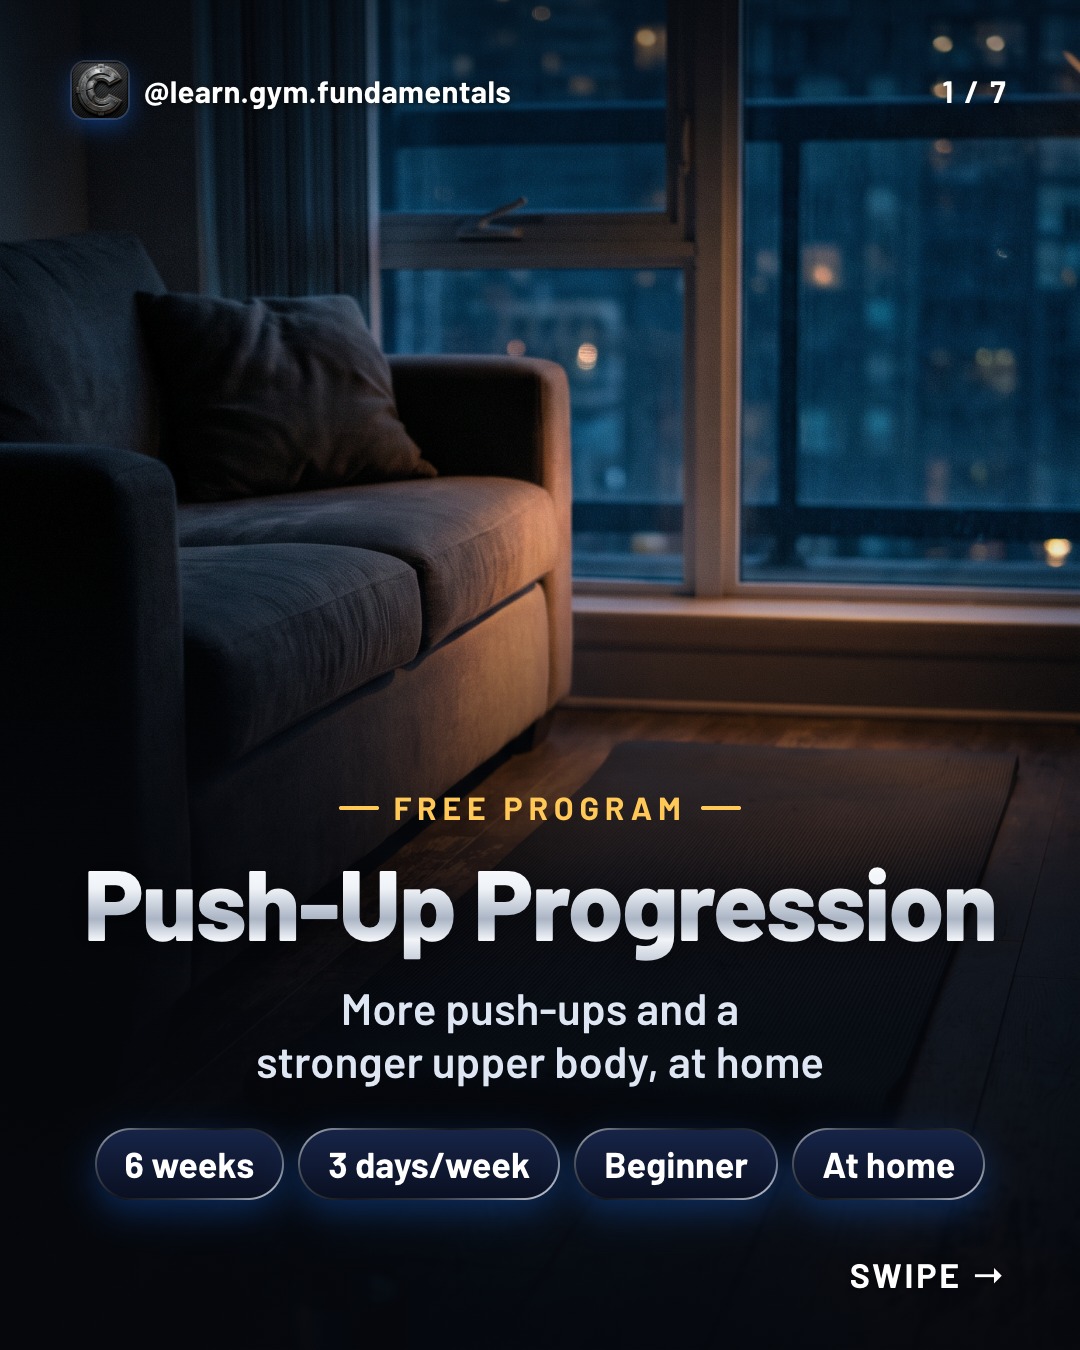 @learn.gym.fundamentals
1 / 7
FREE PROGRAM
Push-Up Progression
More push-ups and a
stronger upper body, at home
6 weeks
3 days/week
Beginner
At home
SWIPE →